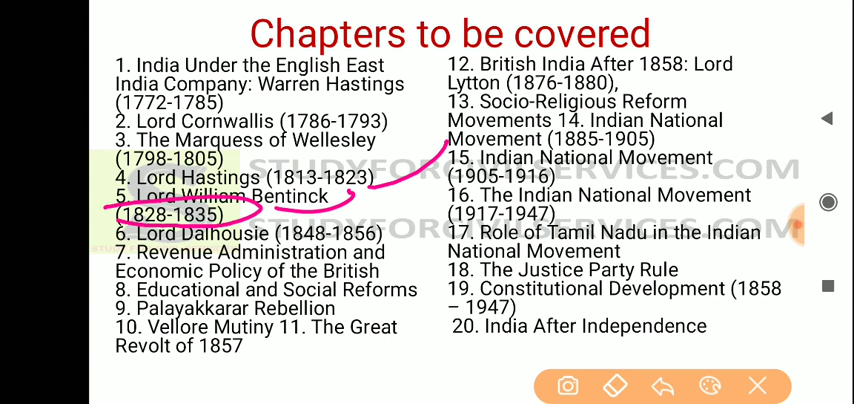 Chapters to be covered
1. India Under the English East
India Company: Warren Hastings
(1772-1785)
2. Lord Cornwallis (1786-1793)
3. The Marquess of Wellesley
(1798-1805)
4. Lord Hastings (1813-1823)
5. Lord William Bentinck
(1828-1835)
6. Lord Dalhousie (1848-1856)
7. Revenue Administration and
Economic Policy of the British
8. Educational and Social Reforms
9. Palayakkarar Rebellion
10. Vellore Mutiny 11. The Great
Revolt of 1857
12. British India After 1858: Lord
Lytton (1876-1880),
13. Socio-Religious Reform
Movements 14. Indian National
Movement (1885-1905)
15. Indian National Movement
(1905-1916)
16. The Indian National Movement
(1917-1947)
17. Role of Tamil Nadu in the Indian
National Movement
18. The Justice Party Rule
19. Constitutional Development (1858
– 1947)
20. India After Independence
STUDYFORCIVILSERVICES.COM
STUDYFORCIVILSERVICES.COM